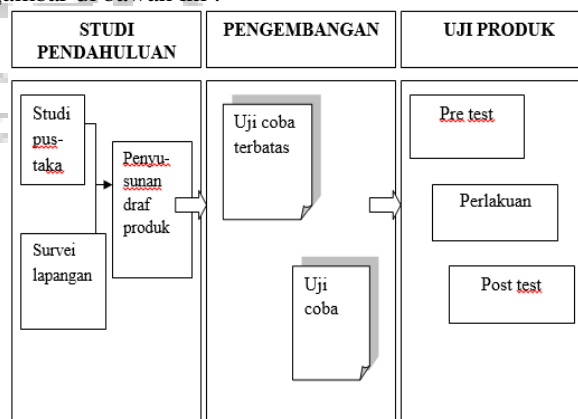 STUDI
PENDAHULUAN
PENGEMBANGAN
UJI PRODUK
Studi
pus-
taka
Penyu-
sunan
draf
produk
Survei
lapangan
Uji coba
terbatas
Uji
coba
Pre test
Perlakuan
Post test